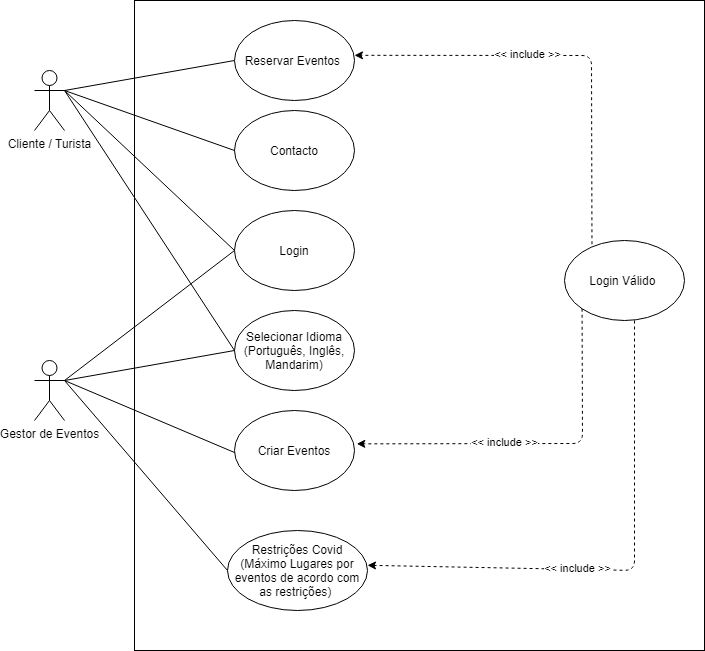 Reservar Eventos
<< include >>
Cliente / Turista
Contacto
Login
Login Válido
Selecionar Idioma
(Português, Inglês,
Mandarim)
Gestor de Eventos
Criar Eventos
<< include >>
Restrições Covid
(Máximo Lugares por
eventos de acordo com
as restrições)
<< include >>